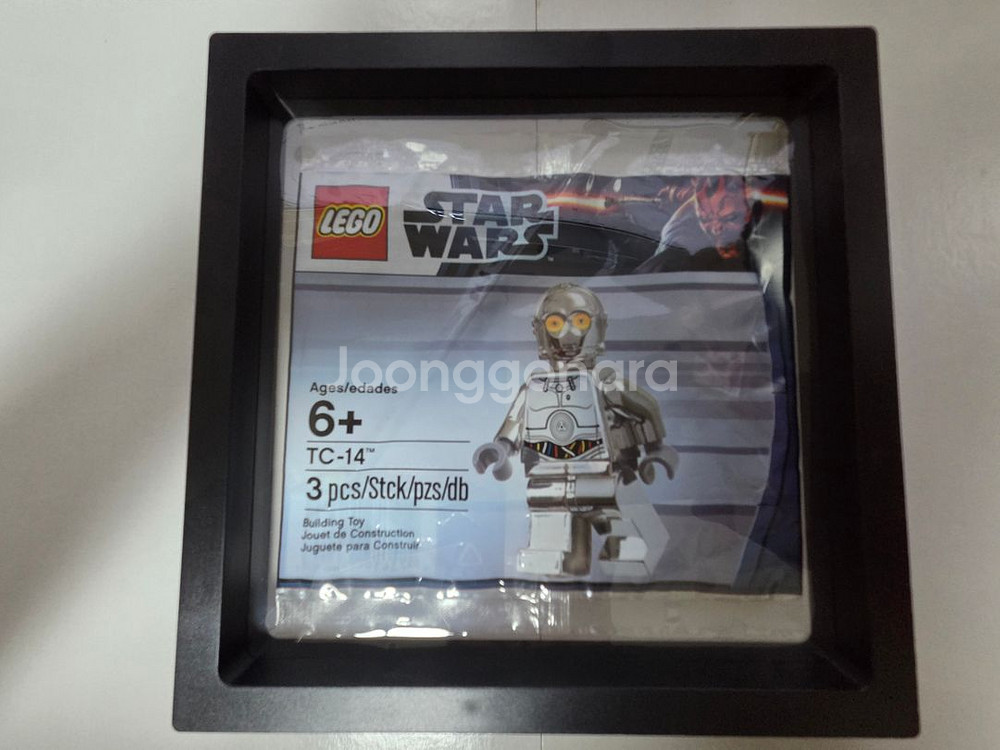 LEGO
STAR
WARS™
Joonggonara
Ages/edades
6+
TC-14™
3 pcs/Stck/pzs/db
Building Toy
Jouet de Construction
Juguete para Construir